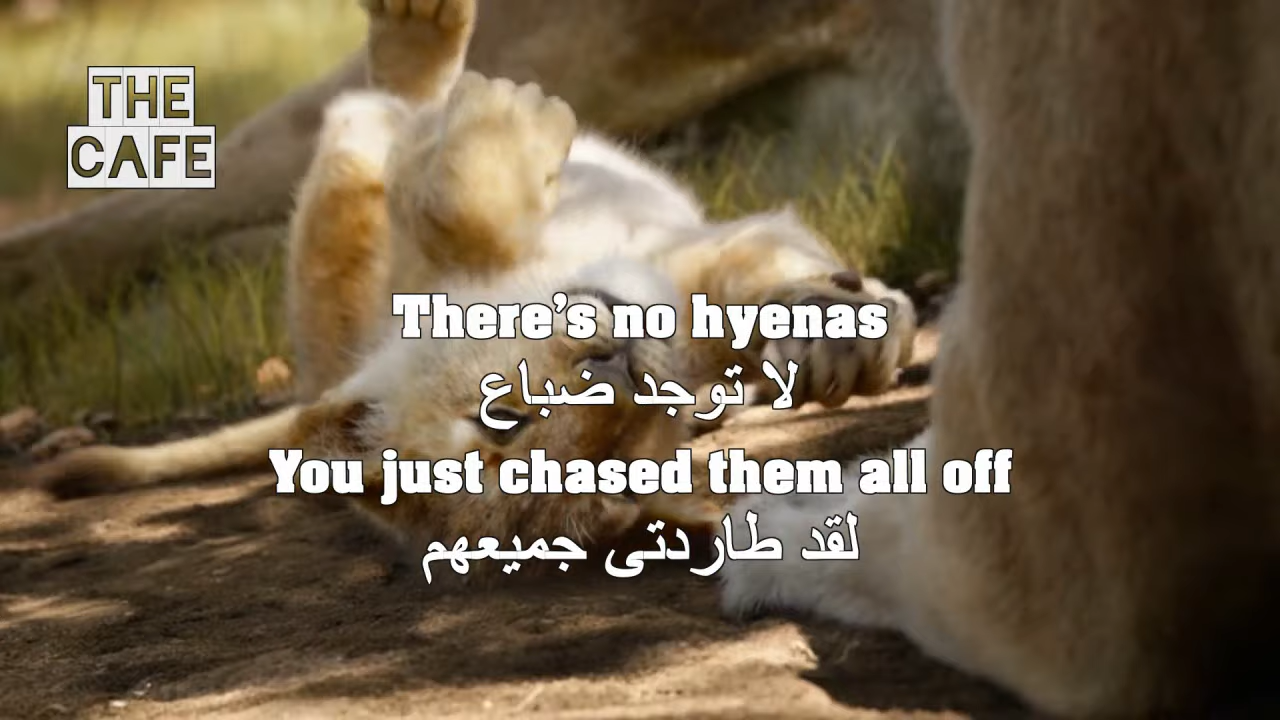 THE
CAFE
There's no hyenas
لا توجد ضباع
You just chased them all off
لقد طاردتى جميعهم